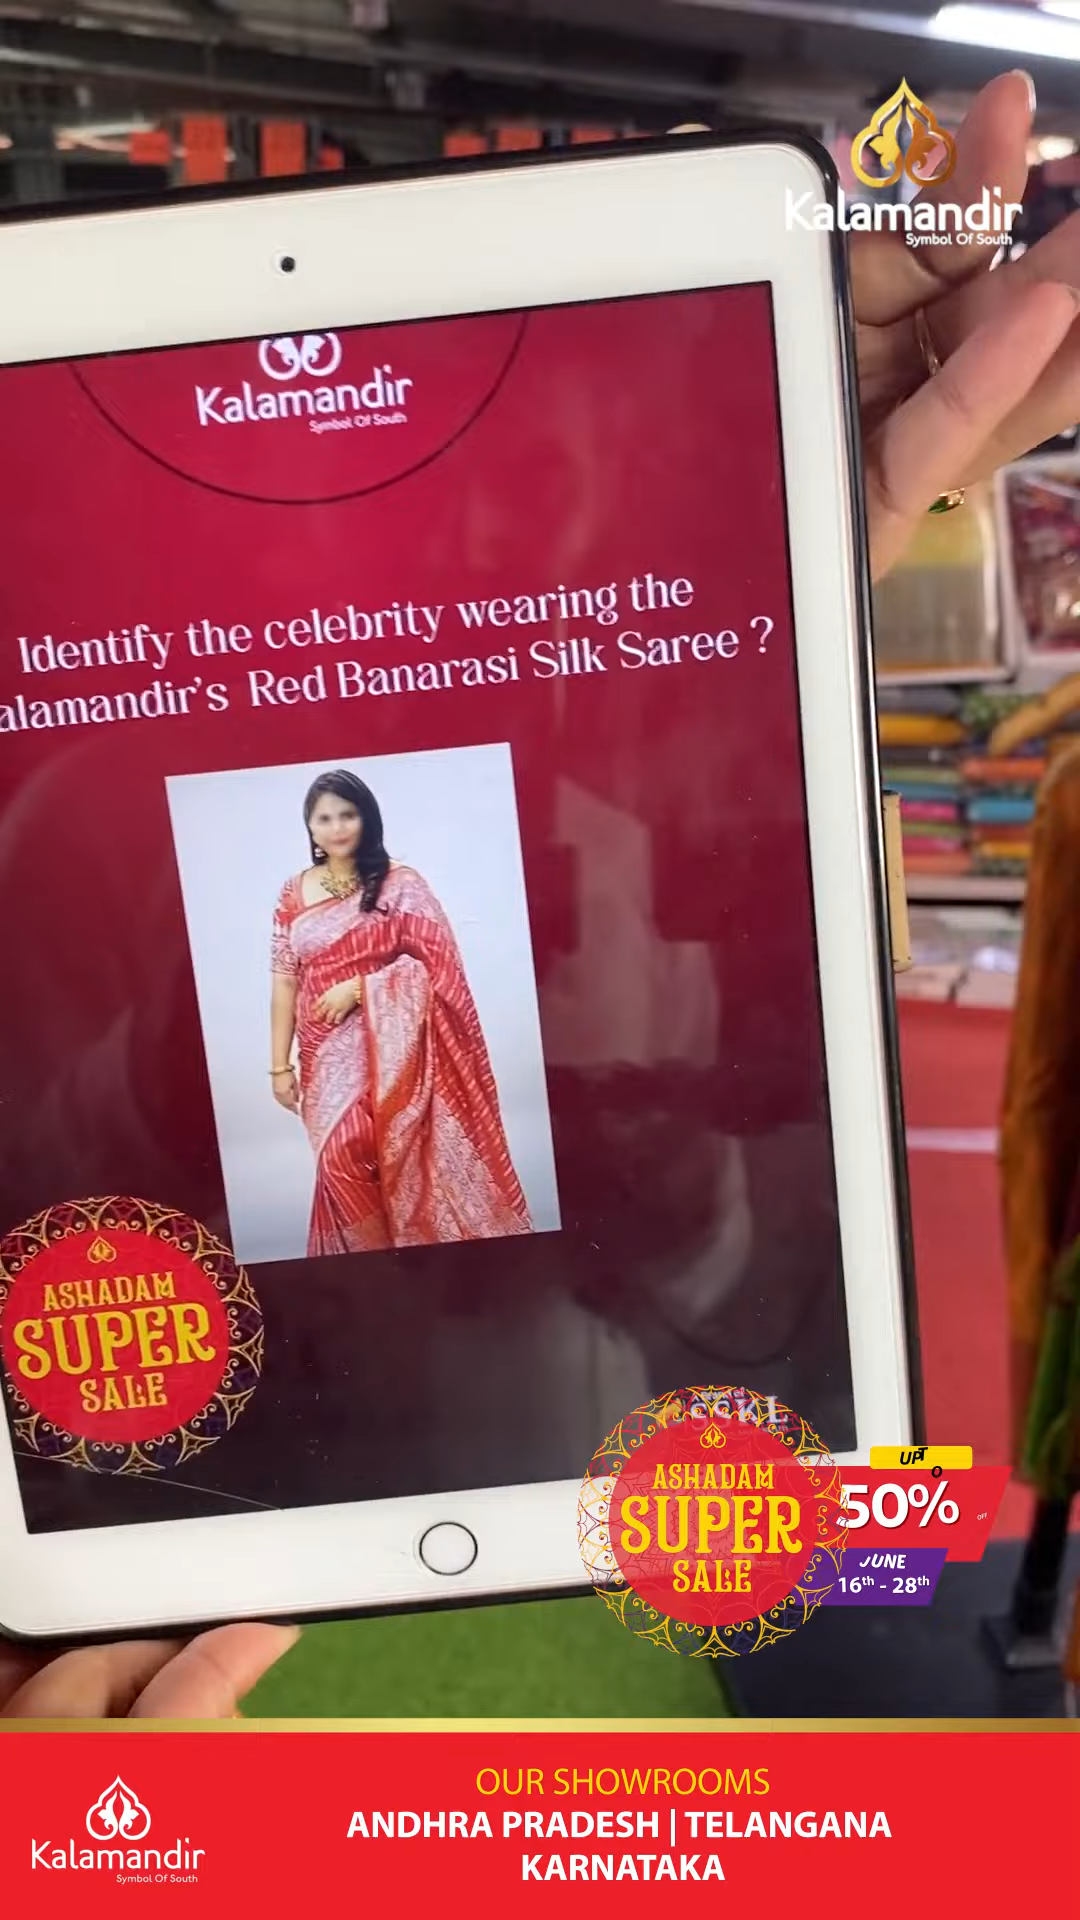 Kalamandir
Symbol Of South
Kalamandir
Symbol Of South
Identify the celebrity wearing the
alamandir's Red Banarasi Silk Saree ?
ASHADAM
SUPER
SALE
SSKL
ASHADAM
SUPER
SALE
UPTO
50%
OFF
JUNE
16th - 28th
Kalamandir
Symbol Of South
OUR SHOWROOMS
ANDHRA PRADESH | TELANGANA
KARNATAKA